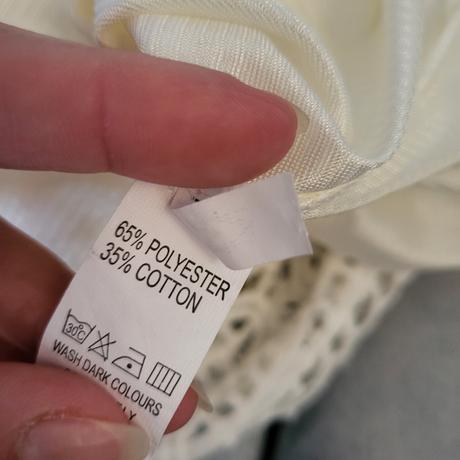 65% POLYESTER
35% COTTON
30°C
WASH DARK COLOURS